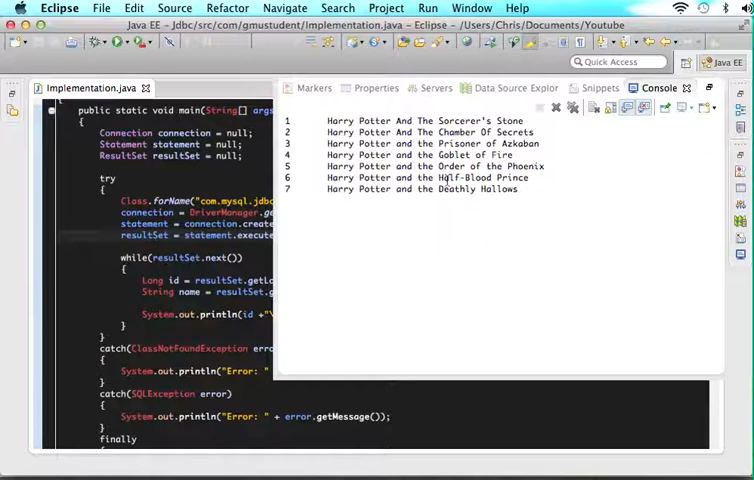 Eclipse File Edit Source Refactor Navigate Search Project Run Window Help
Java EE - Jdbc/src/com/gmustudent/Implementation.java - Eclipse - /Users/Chris/Documents/Youtube
Quick Access
Java EE
Implementation.java
Markers Properties Servers Data Source Explor Snippets Console
public static void main(String[] args
{
Connection connection = null;
Statement statement = null;
ResultSet resultSet = null;
try
{
Class.forName("com.mysql.jdbc
connection = DriverManager.ge
statement = connection.create
resultSet = statement.execute
while(resultSet.next())
{
Long id = resultSet.getLo
String name = resultSet.g
System.out.println(id +"\
}
}
catch(ClassNotFoundException erro
{
System.out.println("Error: "
}
catch(SQLException error)
{
System.out.println("Error: " + error.getMessage());
}
finally
1 Harry Potter And The Sorcerer's Stone
2 Harry Potter And The Chamber Of Secrets
3 Harry Potter and the Prisoner of Azkaban
4 Harry Potter and the Goblet of Fire
5 Harry Potter and the Order of the Phoenix
6 Harry Potter and the Half-Blood Prince
7 Harry Potter and the Deathly Hallows